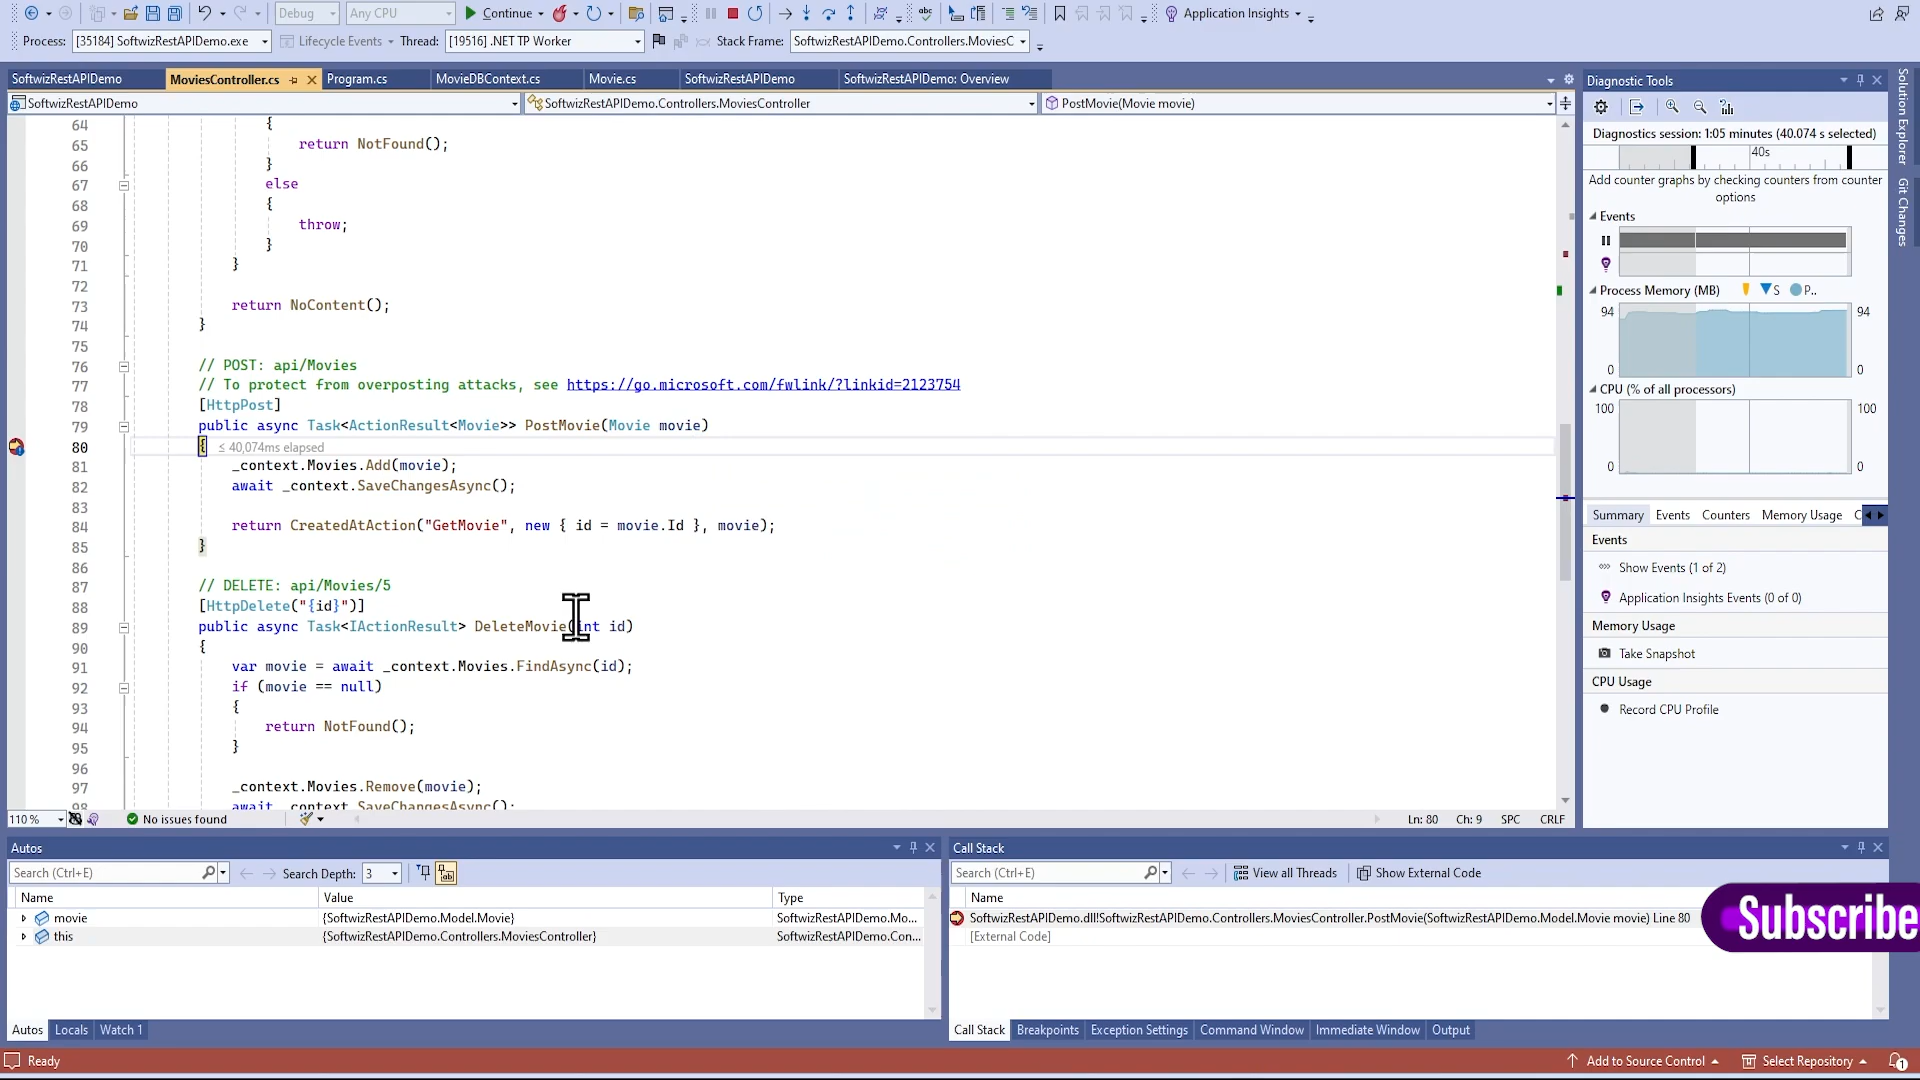 Debug
Any CPU
Continue
Application Insights
Process:
[35184] SoftwizRestAPIDemo.exe
Lifecycle Events
Thread:
[19516] .NET TP Worker
Stack Frame:
SoftwizRestAPIDemo.Controllers.MoviesC
SoftwizRestAPIDemo
MoviesController.cs
Program.cs
MovieDBContext.cs
Movie.cs
SoftwizRestAPIDemo
SoftwizRestAPIDemo: Overview
SoftwizRestAPIDemo
SoftwizRestAPIDemo.Controllers.MoviesController
PostMovie(Movie movie)
64 {
65 return NotFound();
66 }
67 else
68 {
69 throw;
70 }
71 }
72
73 return NoContent();
74 }
75
76 // POST: api/Movies
77 // To protect from overposting attacks, see https://go.microsoft.com/fwlink/?linkid=2123754
78 [HttpPost]
79 public async Task<ActionResult<Movie>> PostMovie(Movie movie)
80 { ≤ 40,074ms elapsed
81 _context.Movies.Add(movie);
82 await _context.SaveChangesAsync();
83
84 return CreatedAtAction("GetMovie", new { id = movie.Id }, movie);
85 }
86
87 // DELETE: api/Movies/5
88 [HttpDelete("{id}")]
89 public async Task<IActionResult> DeleteMovie(int id)
90 {
91 var movie = await _context.Movies.FindAsync(id);
92 if (movie == null)
93 {
94 return NotFound();
95 }
96
97 _context.Movies.Remove(movie);
98 await _context.SaveChangesAsync();
110 %
No issues found
Ln: 80
Ch: 9
SPC
CRLF
Diagnostic Tools
Diagnostics session: 1:05 minutes (40.074 s selected)
40s
Add counter graphs by checking counters from counter
options
Events
Process Memory (MB)
S
P..
94
94
0
0
CPU (% of all processors)
100
100
0
0
Summary
Events
Counters
Memory Usage
C
Events
Show Events (1 of 2)
Application Insights Events (0 of 0)
Memory Usage
Take Snapshot
CPU Usage
Record CPU Profile
Solution Explorer
Git Changes
Autos
Search (Ctrl+E)
Search Depth:
3
Name
Value
Type
movie
{SoftwizRestAPIDemo.Model.Movie}
SoftwizRestAPIDemo.Mo...
this
{SoftwizRestAPIDemo.Controllers.MoviesController}
SoftwizRestAPIDemo.Con...
Autos
Locals
Watch 1
Call Stack
Search (Ctrl+E)
View all Threads
Show External Code
Name
SoftwizRestAPIDemo.dll!SoftwizRestAPIDemo.Controllers.MoviesController.PostMovie(SoftwizRestAPIDemo.Model.Movie movie) Line 80
[External Code]
Subscribe
Call Stack
Breakpoints
Exception Settings
Command Window
Immediate Window
Output
Ready
Add to Source Control
Select Repository
1